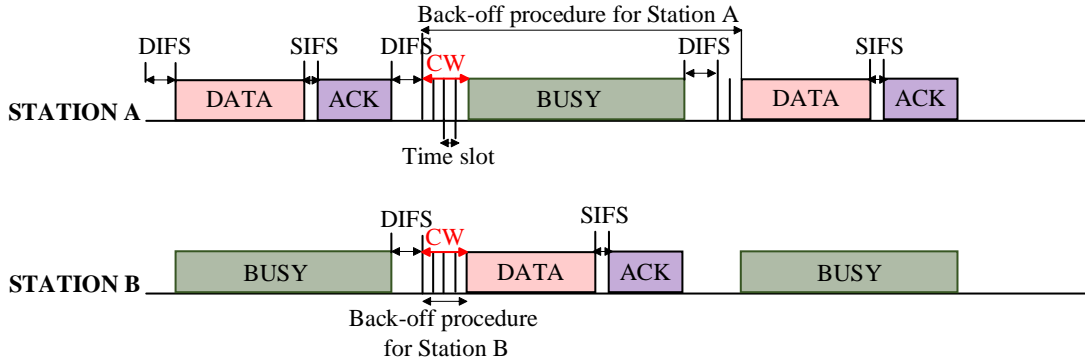 Back-off procedure for Station A
DIFS SIFS DIFS DIFS SIFS
CW
STATION A DATA ACK BUSY DATA ACK
Time slot
DIFS SIFS
CW
STATION B BUSY DATA ACK BUSY
Back-off procedure
for Station B